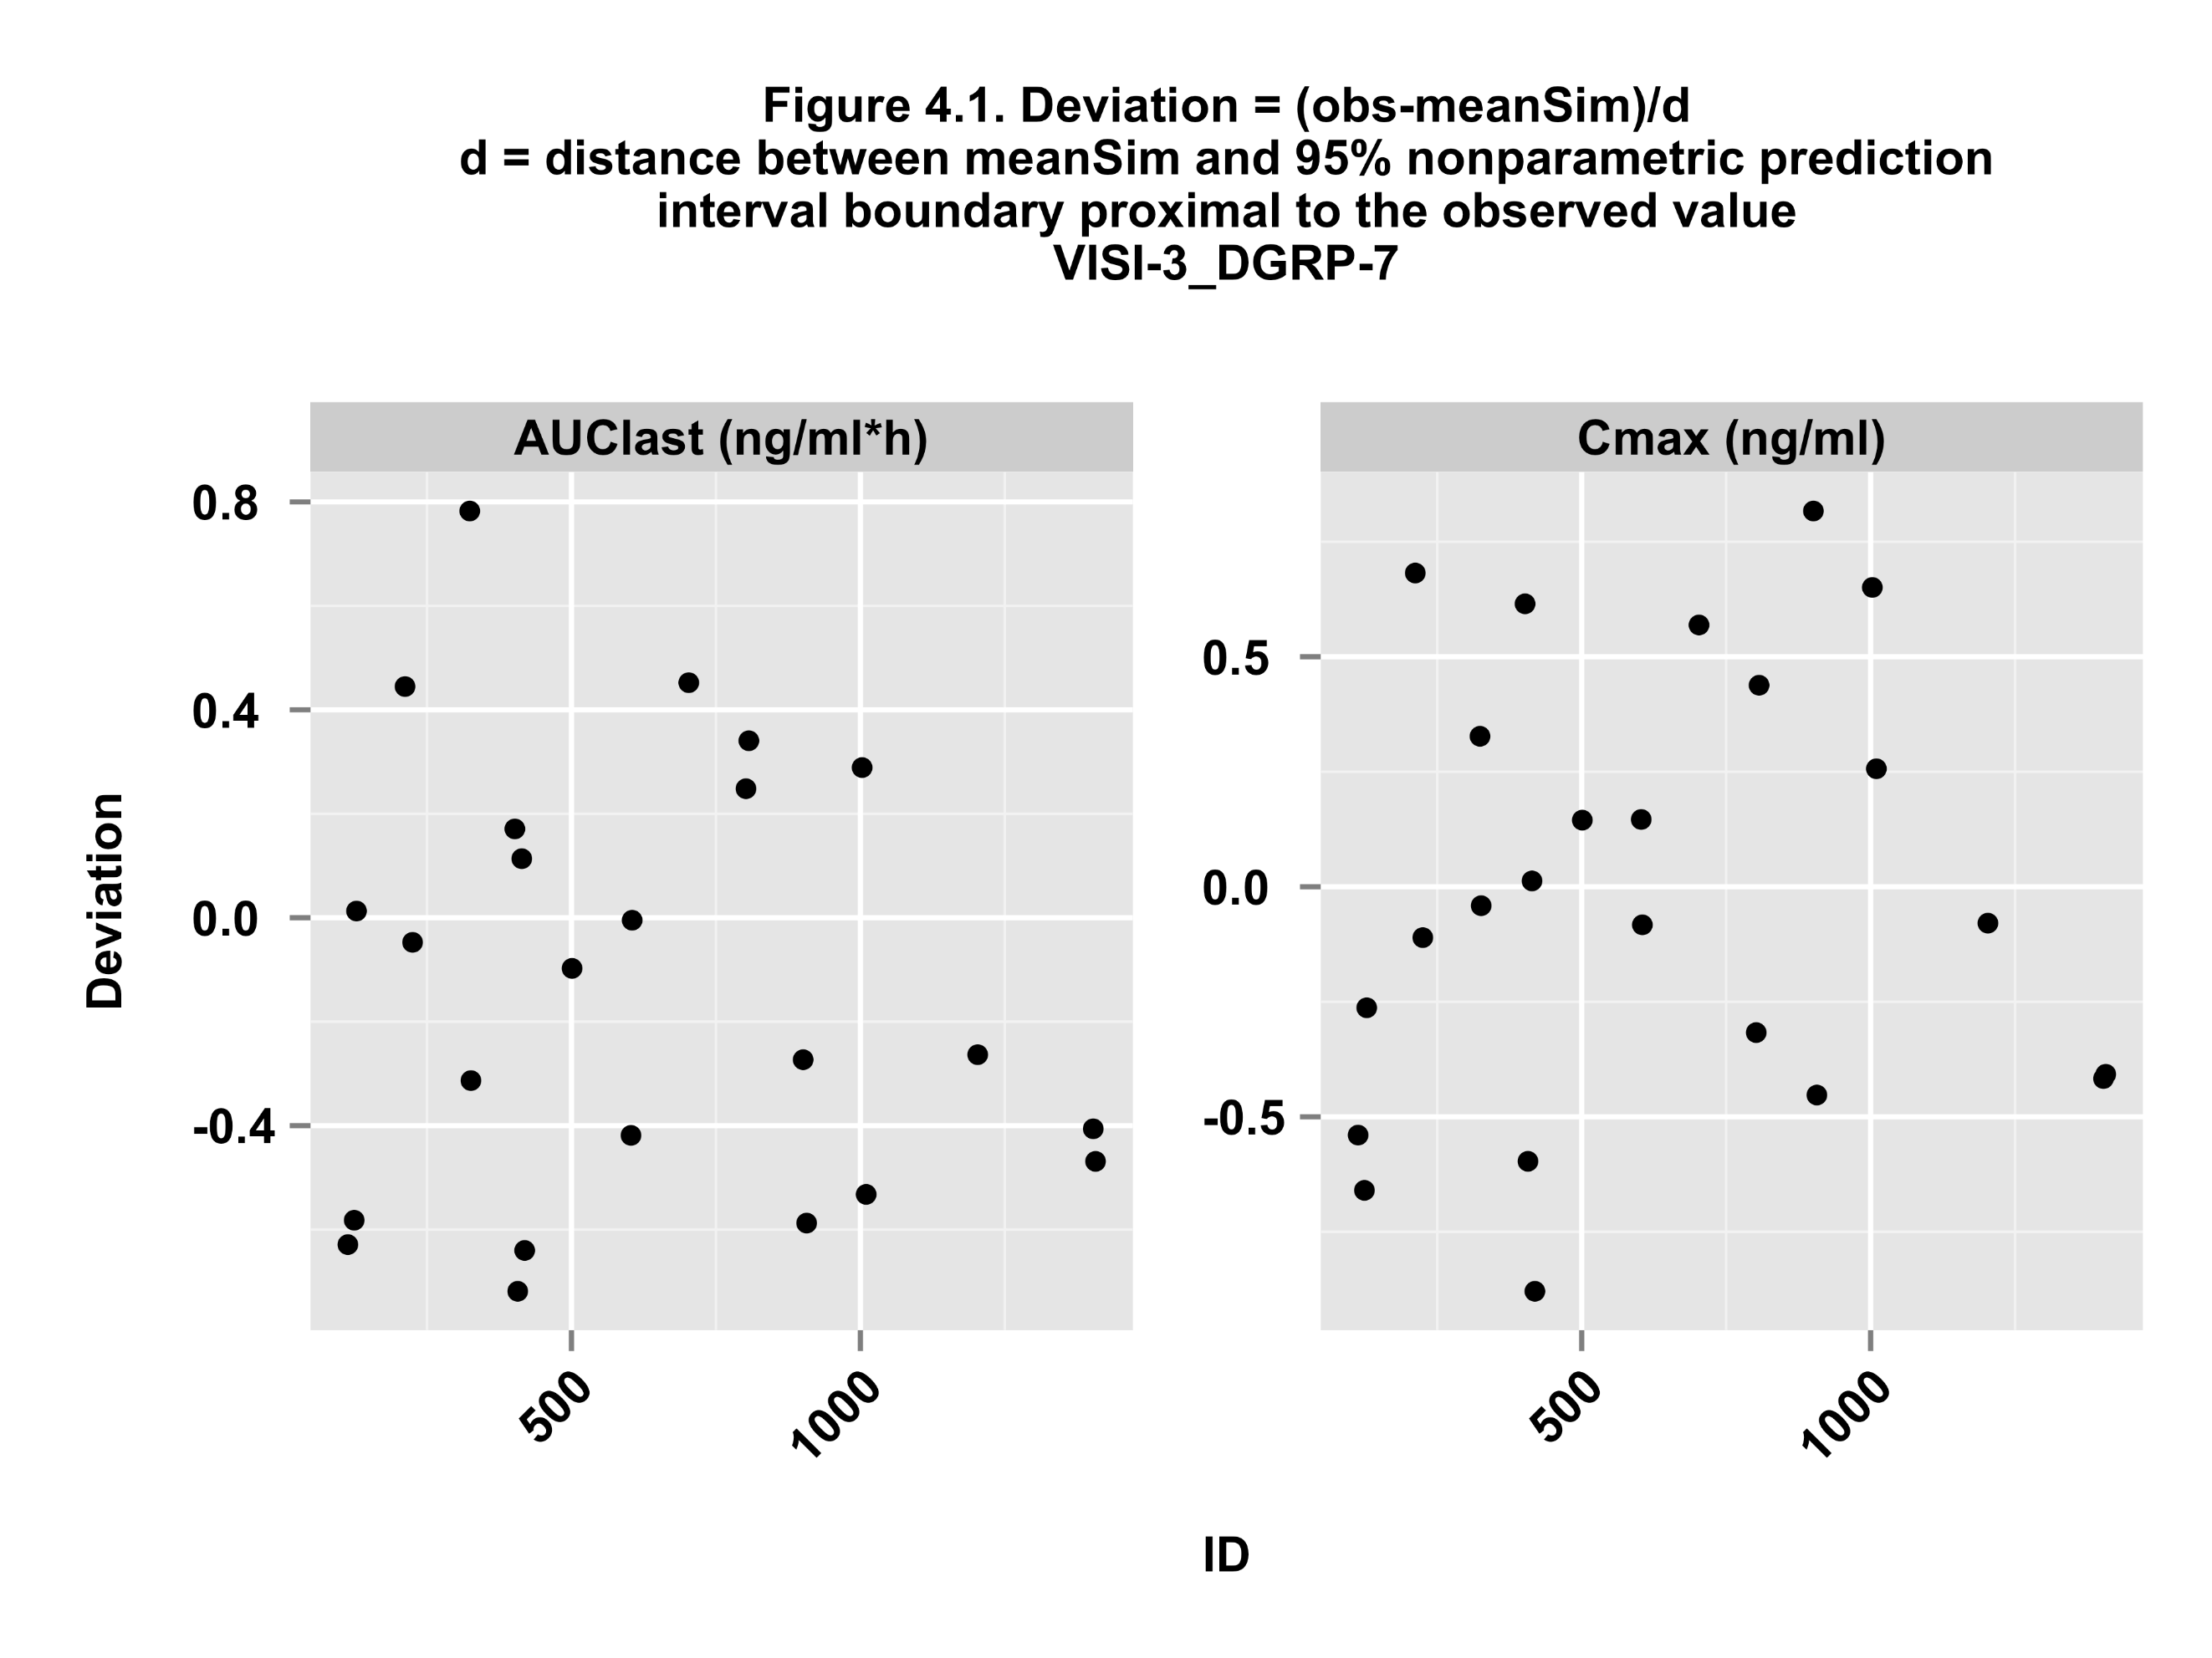 Figure 4.1. Deviation = (obs-meanSim)/d
d = distance between meanSim and 95% nonparametric prediction
interval boundary proximal to the observed value
VISI-3_DGRP-7
AUClast (ng/ml*h)
Cmax (ng/ml)
Deviation
0.8
0.4
0.0
-0.4
0.5
0.0
-0.5
500
1000
500
1000
ID